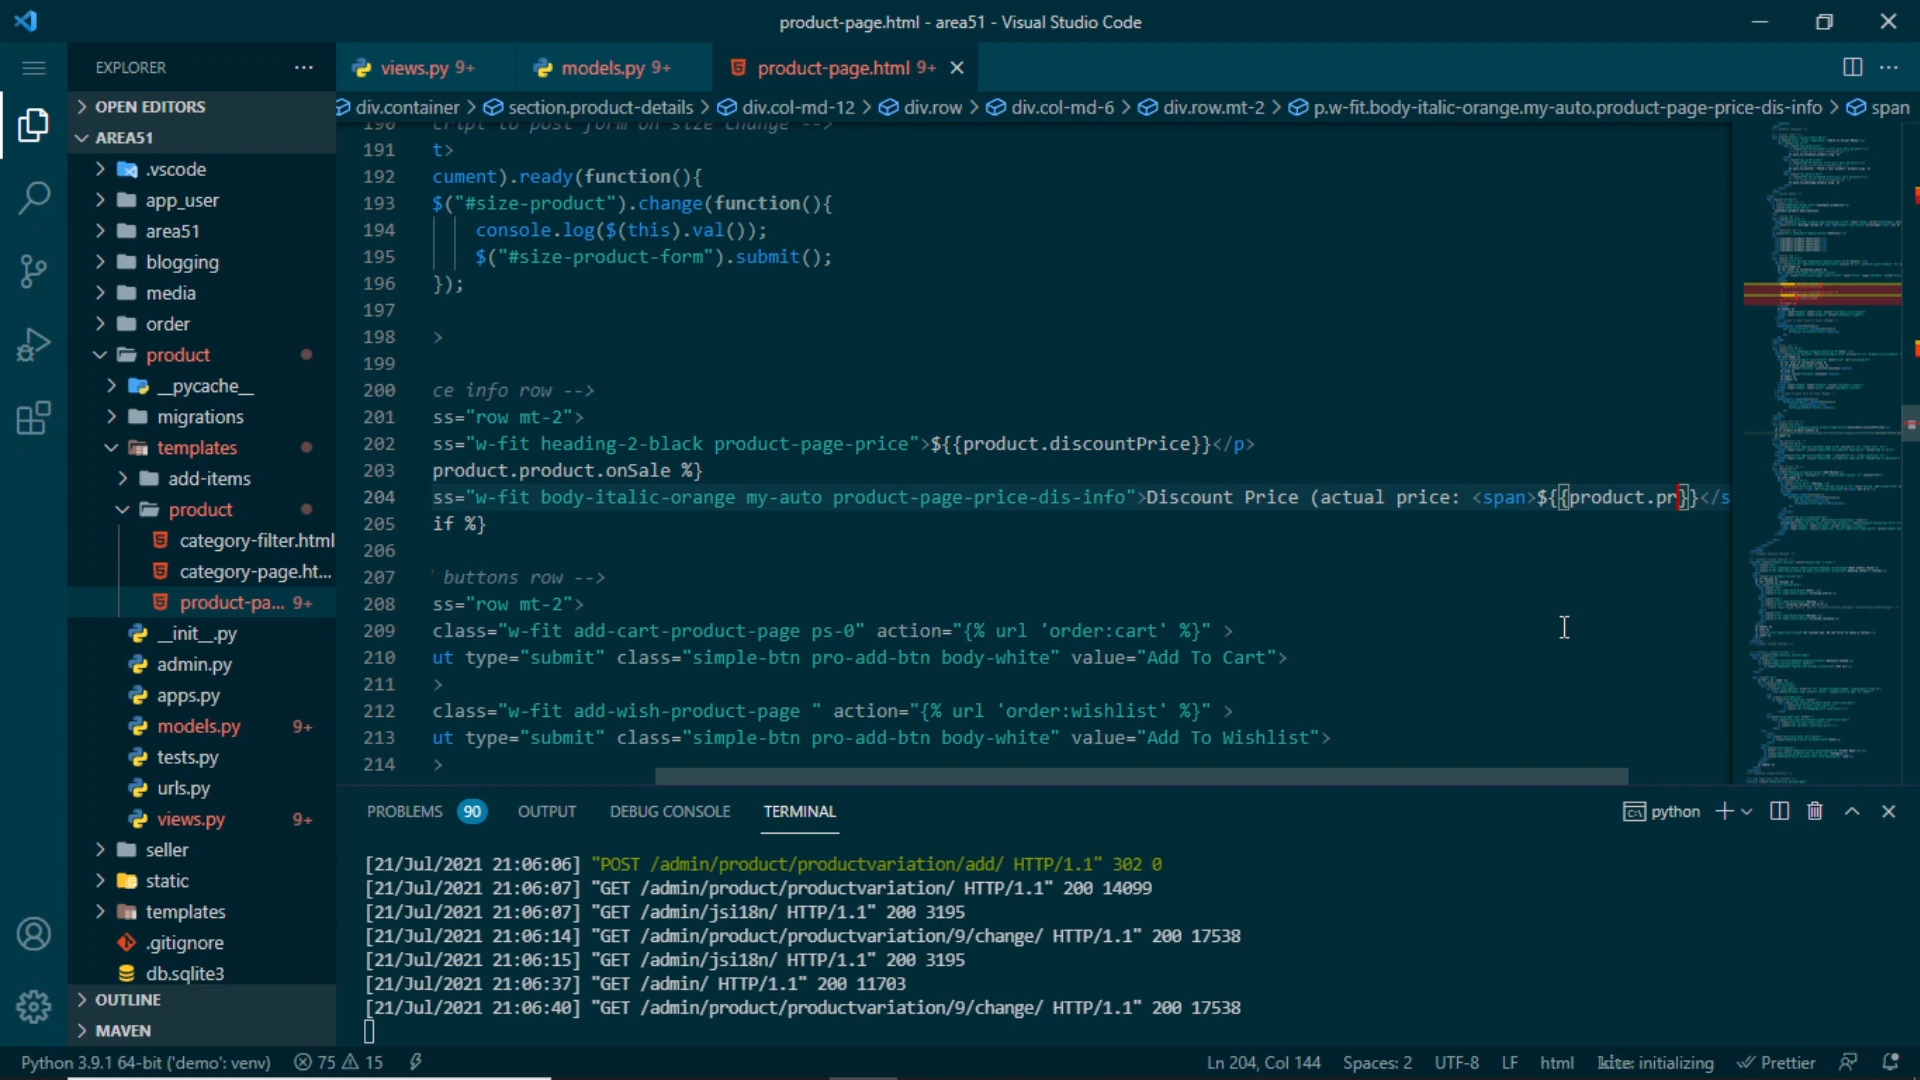 product-page.html - area51 - Visual Studio Code
EXPLORER
views.py 9+
models.py 9+
product-page.html 9+
div.container > section.product-details > div.col-md-12 > div.row > div.col-md-6 > div.row.mt-2 > p.w-fit.body-italic-orange.my-auto.product-page-price-dis-info > span
OPEN EDITORS
AREA51
.vscode
app_user
area51
blogging
media
order
product
__pycache__
migrations
templates
add-items
product
category-filter.html
category-page.ht...
product-pa... 9+
__init__.py
admin.py
apps.py
models.py 9+
tests.py
urls.py
views.py 9+
seller
static
templates
.gitignore
db.sqlite3
OUTLINE
MAVEN
190 cript to post form on size change -->
191 t>
192 cument).ready(function(){
193 $("#size-product").change(function(){
194 console.log($(this).val());
195 $("#size-product-form").submit();
196 });
197
198 >
199
200 ce info row -->
201 ss="row mt-2">
202 ss="w-fit heading-2-black product-page-price">${{product.discountPrice}}</p>
203 product.product.onSale %}
204 ss="w-fit body-italic-orange my-auto product-page-price-dis-info">Discount Price (actual price: <span>${{product.pr}}</s
205 if %}
206
207 buttons row -->
208 ss="row mt-2">
209 class="w-fit add-cart-product-page ps-0" action="{% url 'order:cart' %}" >
210 ut type="submit" class="simple-btn pro-add-btn body-white" value="Add To Cart">
211 >
212 class="w-fit add-wish-product-page " action="{% url 'order:wishlist' %}" >
213 ut type="submit" class="simple-btn pro-add-btn body-white" value="Add To Wishlist">
214 >
PROBLEMS 90 OUTPUT DEBUG CONSOLE TERMINAL
python
[21/Jul/2021 21:06:06] "POST /admin/product/productvariation/add/ HTTP/1.1" 302 0
[21/Jul/2021 21:06:07] "GET /admin/product/productvariation/ HTTP/1.1" 200 14099
[21/Jul/2021 21:06:07] "GET /admin/jsi18n/ HTTP/1.1" 200 3195
[21/Jul/2021 21:06:14] "GET /admin/product/productvariation/9/change/ HTTP/1.1" 200 17538
[21/Jul/2021 21:06:15] "GET /admin/jsi18n/ HTTP/1.1" 200 3195
[21/Jul/2021 21:06:37] "GET /admin/ HTTP/1.1" 200 11703
[21/Jul/2021 21:06:40] "GET /admin/product/productvariation/9/change/ HTTP/1.1" 200 17538
Python 3.9.1 64-bit ('demo': venv) 75 15
Ln 204, Col 144 Spaces: 2 UTF-8 LF html kite: initializing Prettier